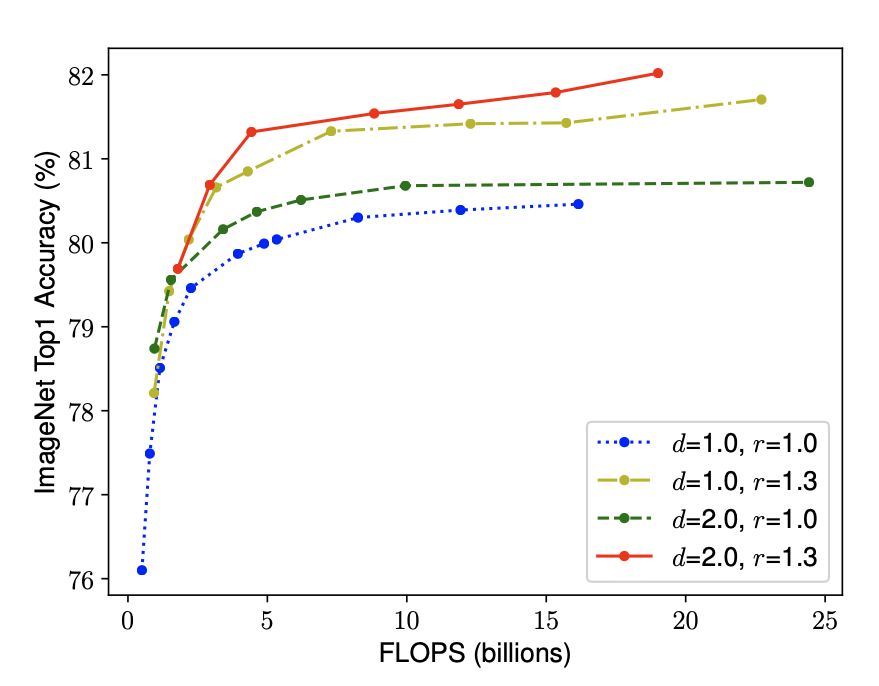 82
81
80
79
78
77
76
ImageNet Top1 Accuracy (%)
d=1.0, r=1.0
d=1.0, r=1.3
d=2.0, r=1.0
d=2.0, r=1.3
0 5 10 15 20 25
FLOPS (billions)